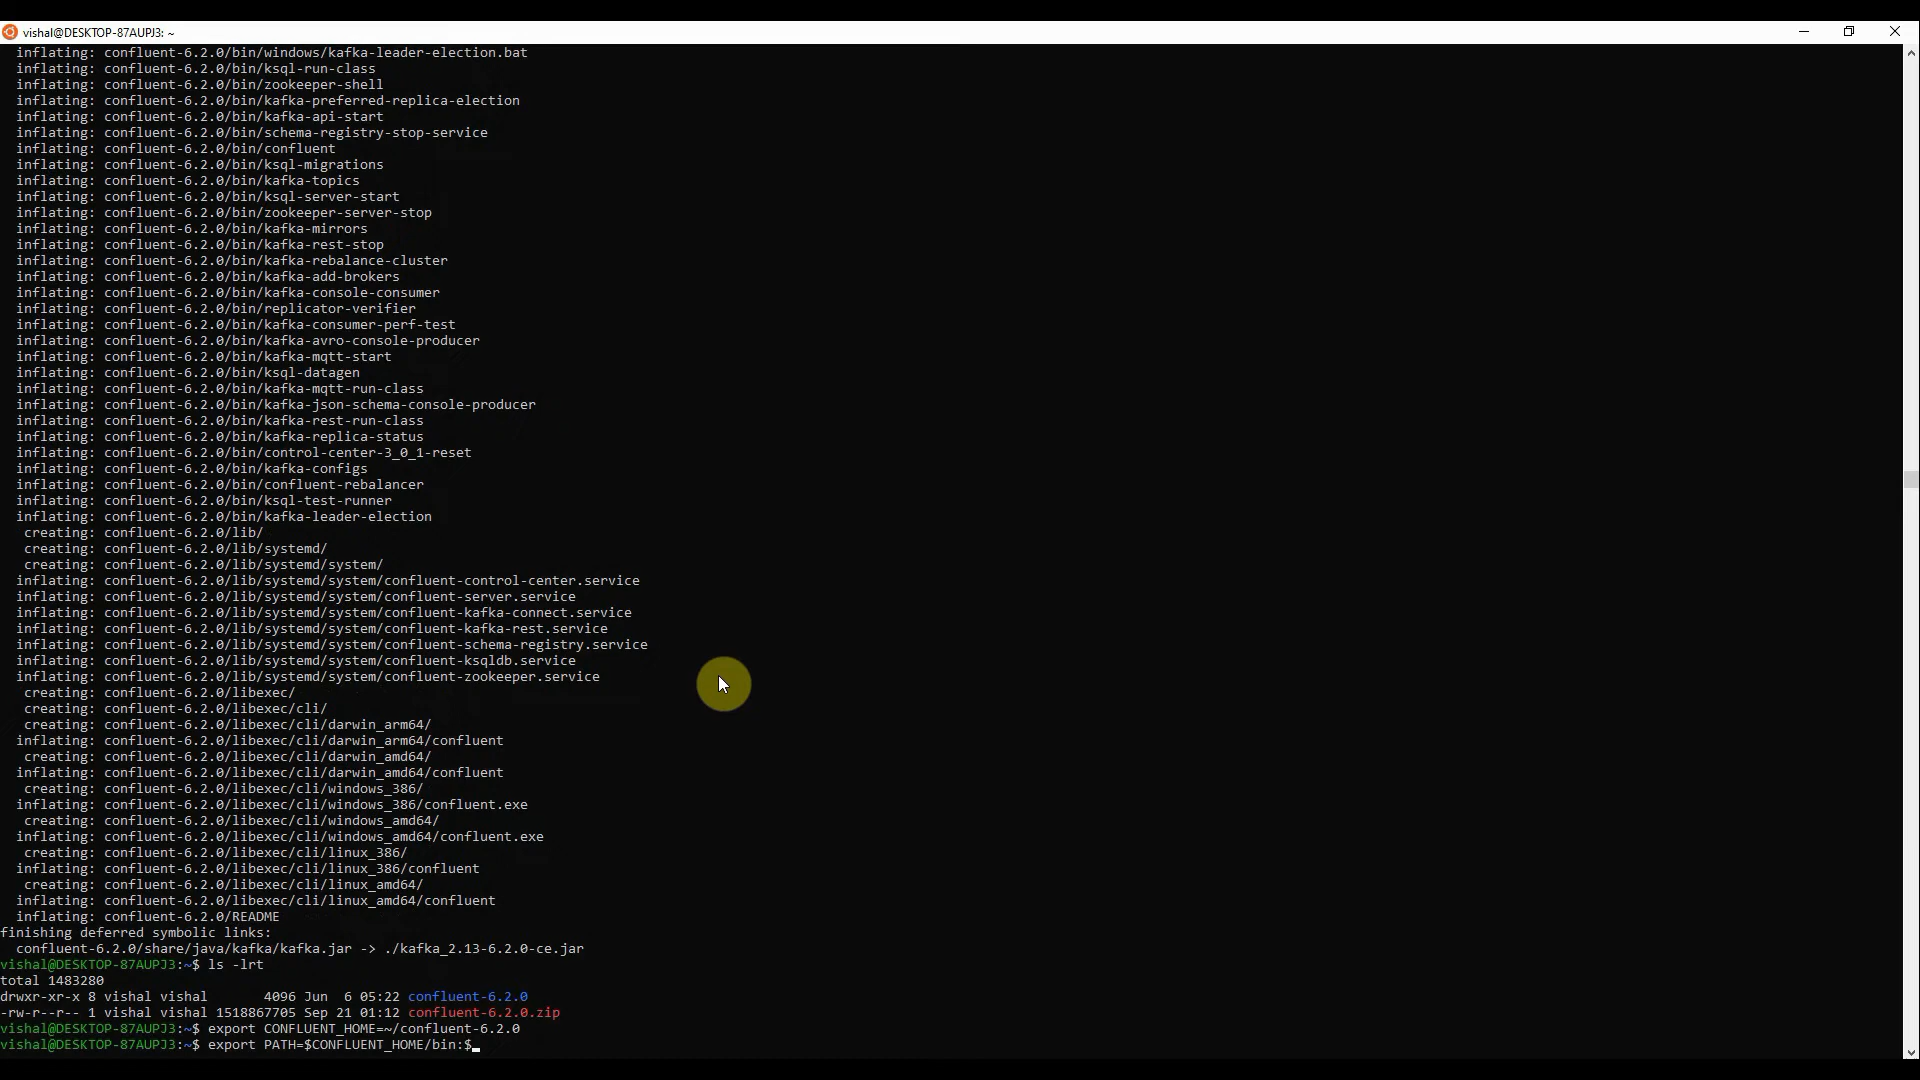 vishal@DESKTOP-87AUPJ3: ~
inflating: confluent-6.2.0/bin/windows/kafka-leader-election.bat
inflating: confluent-6.2.0/bin/ksql-run-class
inflating: confluent-6.2.0/bin/zookeeper-shell
inflating: confluent-6.2.0/bin/kafka-preferred-replica-election
inflating: confluent-6.2.0/bin/kafka-api-start
inflating: confluent-6.2.0/bin/schema-registry-stop-service
inflating: confluent-6.2.0/bin/confluent
inflating: confluent-6.2.0/bin/ksql-migrations
inflating: confluent-6.2.0/bin/kafka-topics
inflating: confluent-6.2.0/bin/ksql-server-start
inflating: confluent-6.2.0/bin/zookeeper-server-stop
inflating: confluent-6.2.0/bin/kafka-mirrors
inflating: confluent-6.2.0/bin/kafka-rest-stop
inflating: confluent-6.2.0/bin/kafka-rebalance-cluster
inflating: confluent-6.2.0/bin/kafka-add-brokers
inflating: confluent-6.2.0/bin/kafka-console-consumer
inflating: confluent-6.2.0/bin/replicator-verifier
inflating: confluent-6.2.0/bin/kafka-consumer-perf-test
inflating: confluent-6.2.0/bin/kafka-avro-console-producer
inflating: confluent-6.2.0/bin/kafka-mqtt-start
inflating: confluent-6.2.0/bin/ksql-datagen
inflating: confluent-6.2.0/bin/kafka-mqtt-run-class
inflating: confluent-6.2.0/bin/kafka-json-schema-console-producer
inflating: confluent-6.2.0/bin/kafka-rest-run-class
inflating: confluent-6.2.0/bin/kafka-replica-status
inflating: confluent-6.2.0/bin/control-center-3_0_1-reset
inflating: confluent-6.2.0/bin/kafka-configs
inflating: confluent-6.2.0/bin/confluent-rebalancer
inflating: confluent-6.2.0/bin/ksql-test-runner
inflating: confluent-6.2.0/bin/kafka-leader-election
creating: confluent-6.2.0/lib/
creating: confluent-6.2.0/lib/systemd/
creating: confluent-6.2.0/lib/systemd/system/
inflating: confluent-6.2.0/lib/systemd/system/confluent-control-center.service
inflating: confluent-6.2.0/lib/systemd/system/confluent-server.service
inflating: confluent-6.2.0/lib/systemd/system/confluent-kafka-connect.service
inflating: confluent-6.2.0/lib/systemd/system/confluent-kafka-rest.service
inflating: confluent-6.2.0/lib/systemd/system/confluent-schema-registry.service
inflating: confluent-6.2.0/lib/systemd/system/confluent-ksqldb.service
inflating: confluent-6.2.0/lib/systemd/system/confluent-zookeeper.service
creating: confluent-6.2.0/libexec/
creating: confluent-6.2.0/libexec/cli/
creating: confluent-6.2.0/libexec/cli/darwin_arm64/
inflating: confluent-6.2.0/libexec/cli/darwin_arm64/confluent
creating: confluent-6.2.0/libexec/cli/darwin_amd64/
inflating: confluent-6.2.0/libexec/cli/darwin_amd64/confluent
creating: confluent-6.2.0/libexec/cli/windows_386/
inflating: confluent-6.2.0/libexec/cli/windows_386/confluent.exe
creating: confluent-6.2.0/libexec/cli/windows_amd64/
inflating: confluent-6.2.0/libexec/cli/windows_amd64/confluent.exe
creating: confluent-6.2.0/libexec/cli/linux_386/
inflating: confluent-6.2.0/libexec/cli/linux_386/confluent
creating: confluent-6.2.0/libexec/cli/linux_amd64/
inflating: confluent-6.2.0/libexec/cli/linux_amd64/confluent
inflating: confluent-6.2.0/README
finishing deferred symbolic links:
confluent-6.2.0/share/java/kafka/kafka.jar -> ./kafka_2.13-6.2.0-ce.jar
vishal@DESKTOP-87AUPJ3:~$ ls -lrt
total 1483280
drwxr-xr-x 8 vishal vishal 4096 Jun 6 05:22 confluent-6.2.0
-rw-r--r-- 1 vishal vishal 1518867705 Sep 21 01:12 confluent-6.2.0.zip
vishal@DESKTOP-87AUPJ3:~$ export CONFLUENT_HOME=~/confluent-6.2.0
vishal@DESKTOP-87AUPJ3:~$ export PATH=$CONFLUENT_HOME/bin:$